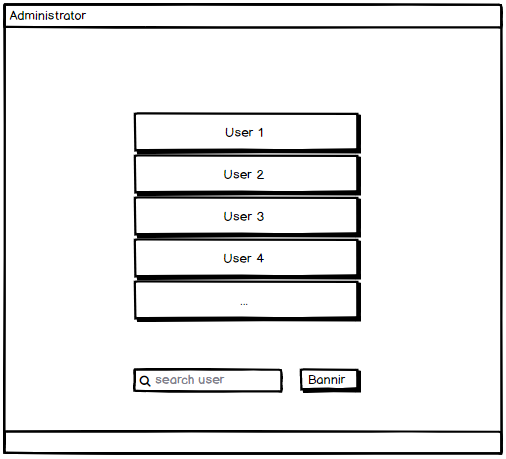 Administrator
User 1
User 2
User 3
User 4
...
search user
Bannir